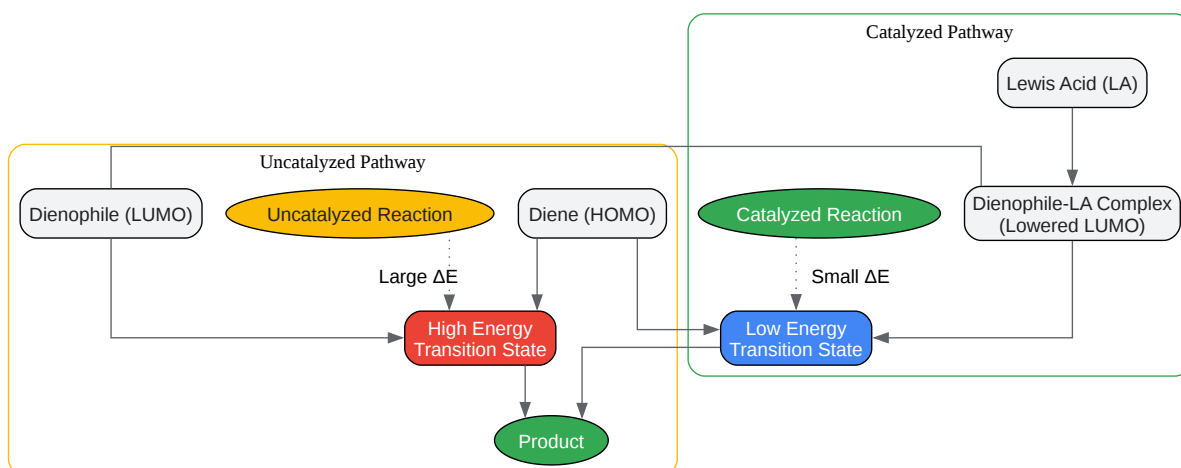 Catalyzed Pathway
Lewis Acid (LA)
Uncatalyzed Pathway
Dienophile (LUMO)
Uncatalyzed Reaction
Diene (HOMO)
Catalyzed Reaction
Dienophile-LA Complex
(Lowered LUMO)
Large ΔE
Small ΔE
High Energy
Transition State
Low Energy
Transition State
Product